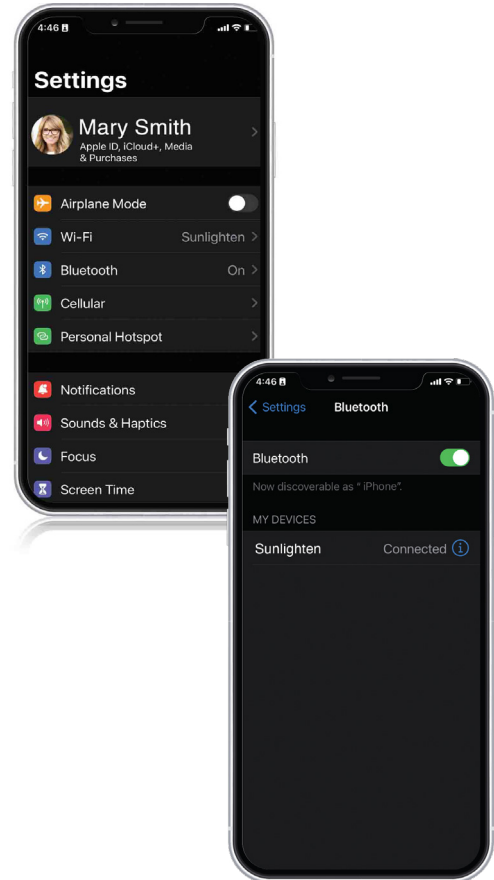 4:46
Settings
Mary Smith
Apple ID, iCloud+, Media
& Purchases
Airplane Mode
Wi-Fi Sunlighten
Bluetooth On
Cellular
Personal Hotspot
Notifications
Sounds & Haptics
Focus
Screen Time
4:46
Settings Bluetooth
Bluetooth
Now discoverable as “ iPhone”.
MY DEVICES
Sunlighten Connected